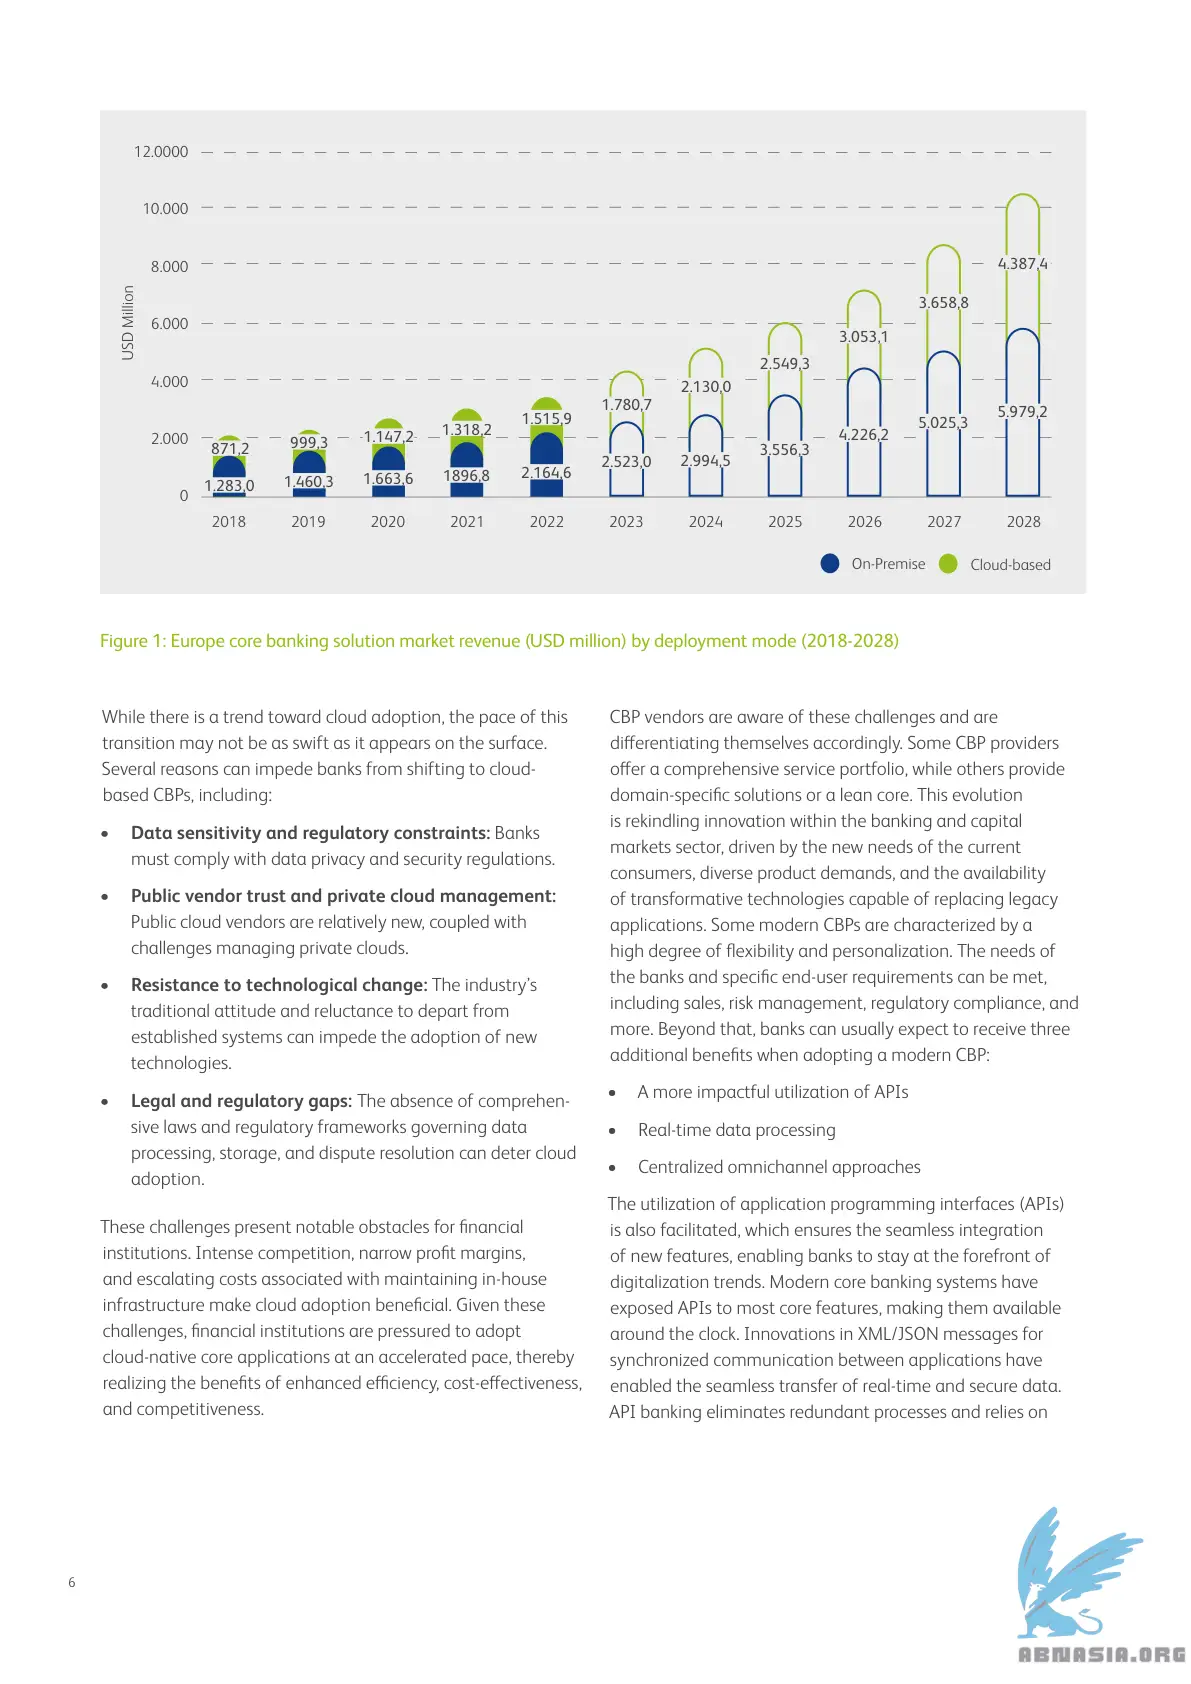 12.0000
10.000
8.000
6.000
4.000
2.000
0
USD Million
871,2
999,3
1.147,2
1.318,2
1.515,9
1.780,7
2.130,0
2.549,3
3.053,1
3.658,8
4.387,4
1.283,0
1.460,3
1.663,6
1896,8
2.164,6
2.523,0
2.994,5
3.556,3
4.226,2
5.025,3
5.979,2
2018 2019 2020 2021 2022 2023 2024 2025 2026 2027 2028
On-Premise Cloud-based
Figure 1: Europe core banking solution market revenue (USD million) by deployment mode (2018-2028)
While there is a trend toward cloud adoption, the pace of this
transition may not be as swift as it appears on the surface.
Several reasons can impede banks from shifting to cloud-
based CBPs, including:
• Data sensitivity and regulatory constraints: Banks
must comply with data privacy and security regulations.
• Public vendor trust and private cloud management:
Public cloud vendors are relatively new, coupled with
challenges managing private clouds.
• Resistance to technological change: The industry’s
traditional attitude and reluctance to depart from
established systems can impede the adoption of new
technologies.
• Legal and regulatory gaps: The absence of comprehen-
sive laws and regulatory frameworks governing data
processing, storage, and dispute resolution can deter cloud
adoption.
These challenges present notable obstacles for financial
institutions. Intense competition, narrow profit margins,
and escalating costs associated with maintaining in-house
infrastructure make cloud adoption beneficial. Given these
challenges, financial institutions are pressured to adopt
cloud-native core applications at an accelerated pace, thereby
realizing the benefits of enhanced efficiency, cost-effectiveness,
and competitiveness.
CBP vendors are aware of these challenges and are
differentiating themselves accordingly. Some CBP providers
offer a comprehensive service portfolio, while others provide
domain-specific solutions or a lean core. This evolution
is rekindling innovation within the banking and capital
markets sector, driven by the new needs of the current
consumers, diverse product demands, and the availability
of transformative technologies capable of replacing legacy
applications. Some modern CBPs are characterized by a
high degree of flexibility and personalization. The needs of
the banks and specific end-user requirements can be met,
including sales, risk management, regulatory compliance, and
more. Beyond that, banks can usually expect to receive three
additional benefits when adopting a modern CBP:
• A more impactful utilization of APIs
• Real-time data processing
• Centralized omnichannel approaches
The utilization of application programming interfaces (APIs)
is also facilitated, which ensures the seamless integration
of new features, enabling banks to stay at the forefront of
digitalization trends. Modern core banking systems have
exposed APIs to most core features, making them available
around the clock. Innovations in XML/JSON messages for
synchronized communication between applications have
enabled the seamless transfer of real-time and secure data.
API banking eliminates redundant processes and relies on
6
ABNASIA.ORG